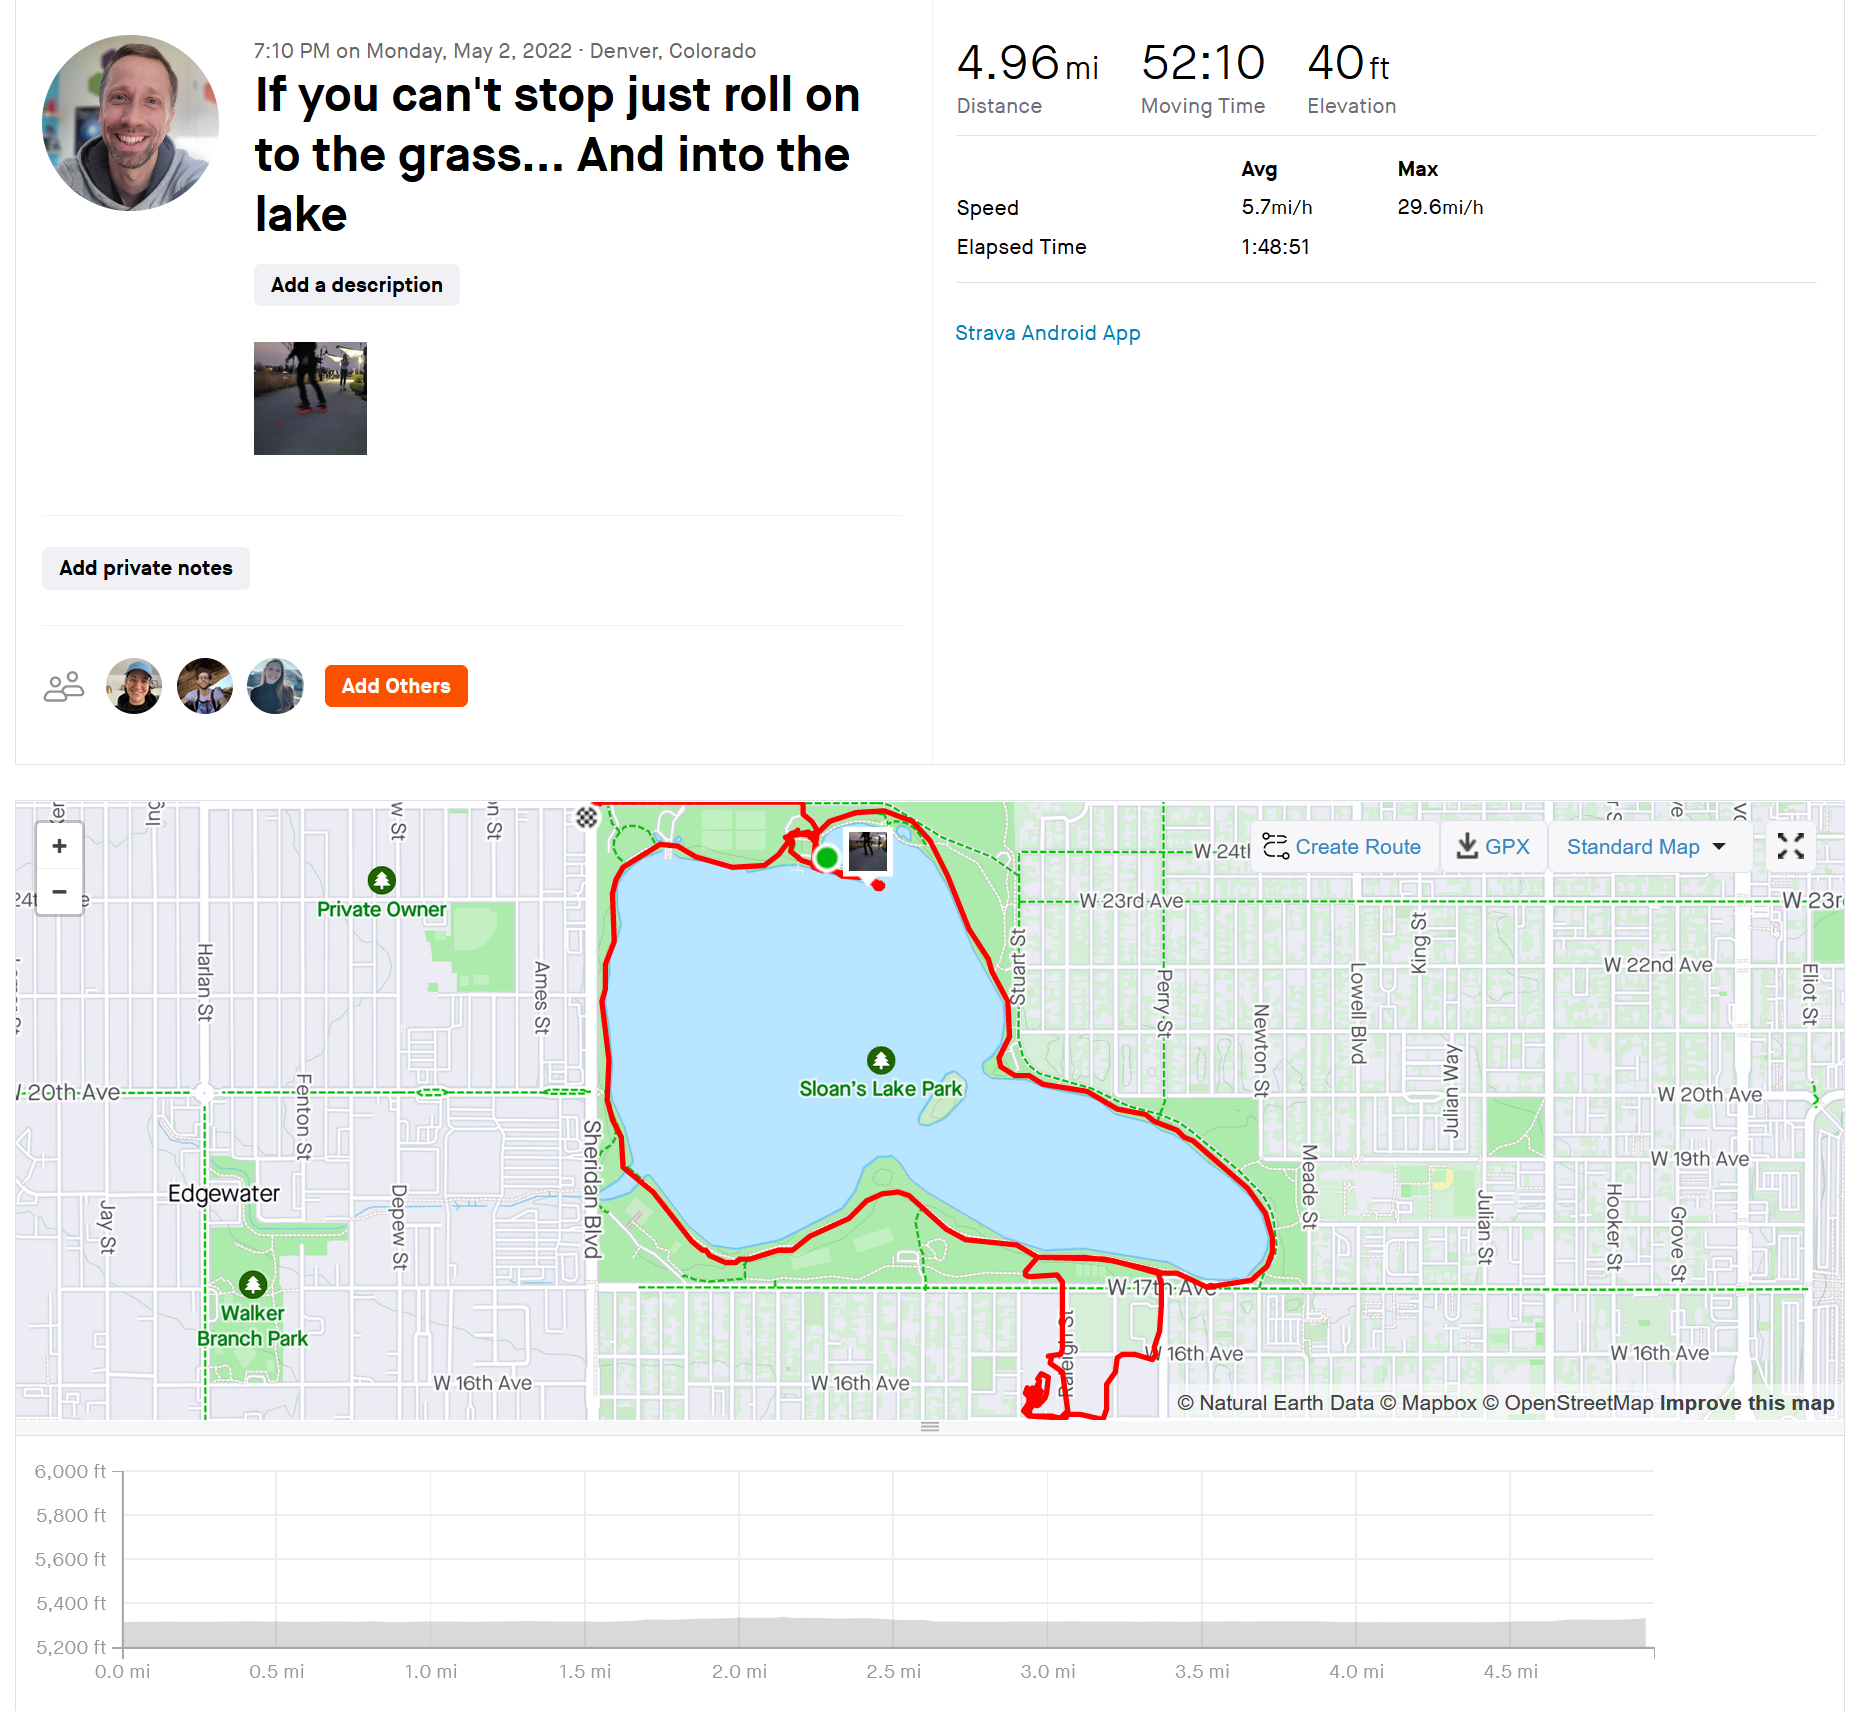 7:10 PM on Monday, May 2, 2022 · Denver, Colorado
If you can't stop just roll on
to the grass... And into the
lake
Add a description
Add private notes
Add Others
4.96 mi
Distance
52:10
Moving Time
40 ft
Elevation
Avg
Max
Speed
5.7mi/h
29.6mi/h
Elapsed Time
1:48:51
Strava Android App
+
−
Create Route
GPX
Standard Map
Private Owner
W 24th
W 23rd Ave
W 23r
W 22nd Ave
Harlan St
Ames St
Stuart St
Perry St
Newton St
Lowell Blvd
King St
Julian Way
Eliot St
W 20th Ave
Fenton St
Sloan's Lake Park
W 20th Ave
Sheridan Blvd
Meade St
W 19th Ave
Edgewater
Jay St
Depew St
Julian St
Hooker St
Grove St
Walker
Branch Park
W 17th Ave
Raleigh St
W 16th Ave
W 16th Ave
W 16th Ave
W 16th Ave
© Natural Earth Data © Mapbox © OpenStreetMap Improve this map
6,000 ft
5,800 ft
5,600 ft
5,400 ft
5,200 ft
0.0 mi
0.5 mi
1.0 mi
1.5 mi
2.0 mi
2.5 mi
3.0 mi
3.5 mi
4.0 mi
4.5 mi